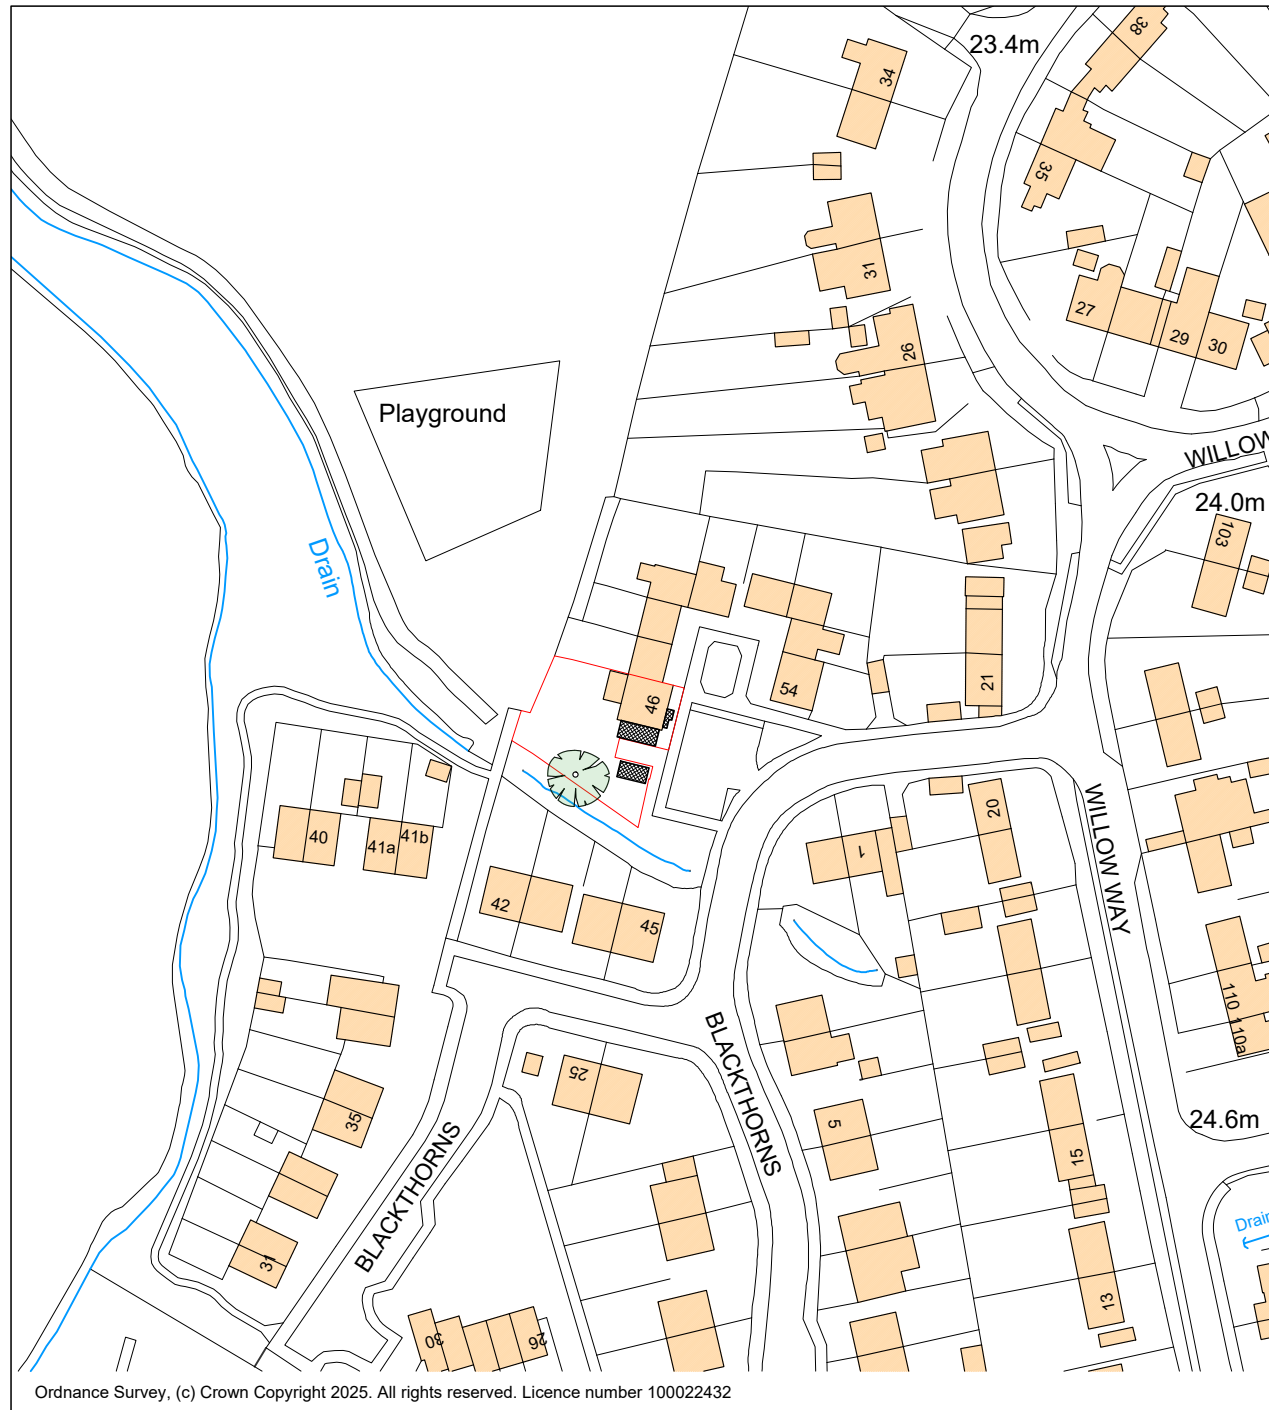 38
23.4m
34
35
31
27
29
30
26
Playground
WILLOW
24.0m
103
Drain
46
54
21
40
41a
41b
1
20
WILLOW WAY
42
45
110
110a
BLACKTHORNS
25
35
5
24.6m
15
BLACKTHORNS
31
Drain
13
30
26
Ordnance Survey, (c) Crown Copyright 2025. All rights reserved. Licence number 100022432